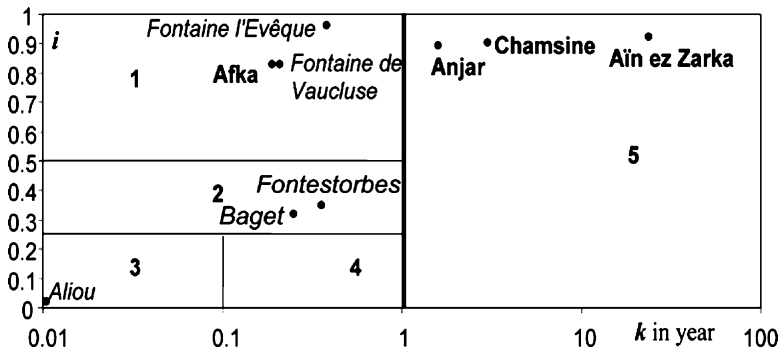 1
0.9
0.8
0.7
0.6
0.5
0.4
0.3
0.2
0.1
0
i
Fontaine l'Evêque
1
Afka
Fontaine de
Vaucluse
Anjar
Chamsine
Aïn ez Zarka
5
2
Fontestorbes
Baget
3
4
Aliou
0.01
0.1
1
10
k in year
100